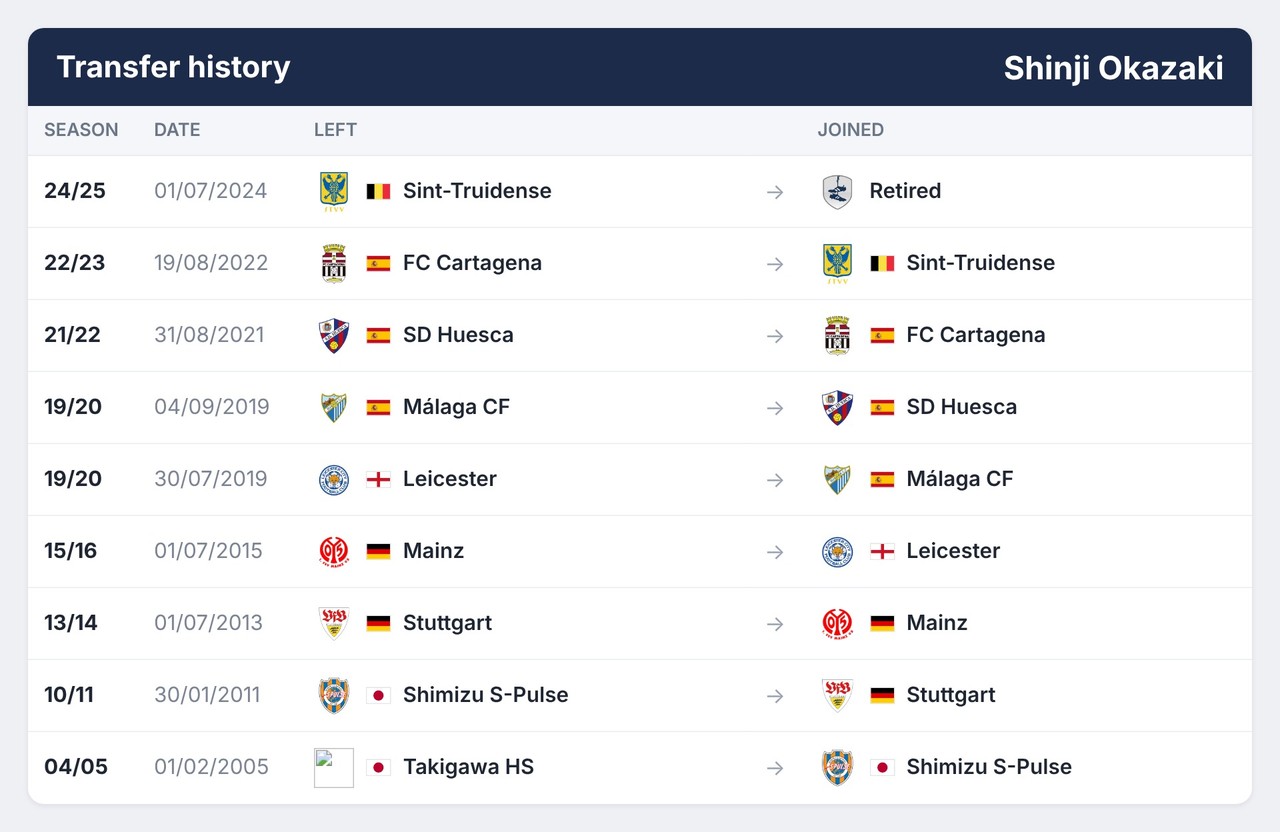 Transfer history Shinji Okazaki
SEASON DATE LEFT JOINED
24/25 01/07/2024 Sint-Truidense → Retired
22/23 19/08/2022 FC Cartagena → Sint-Truidense
21/22 31/08/2021 SD Huesca → FC Cartagena
19/20 04/09/2019 Málaga CF → SD Huesca
19/20 30/07/2019 Leicester → Málaga CF
15/16 01/07/2015 Mainz → Leicester
13/14 01/07/2013 Stuttgart → Mainz
10/11 30/01/2011 Shimizu S-Pulse → Stuttgart
04/05 01/02/2005 Takigawa HS → Shimizu S-Pulse